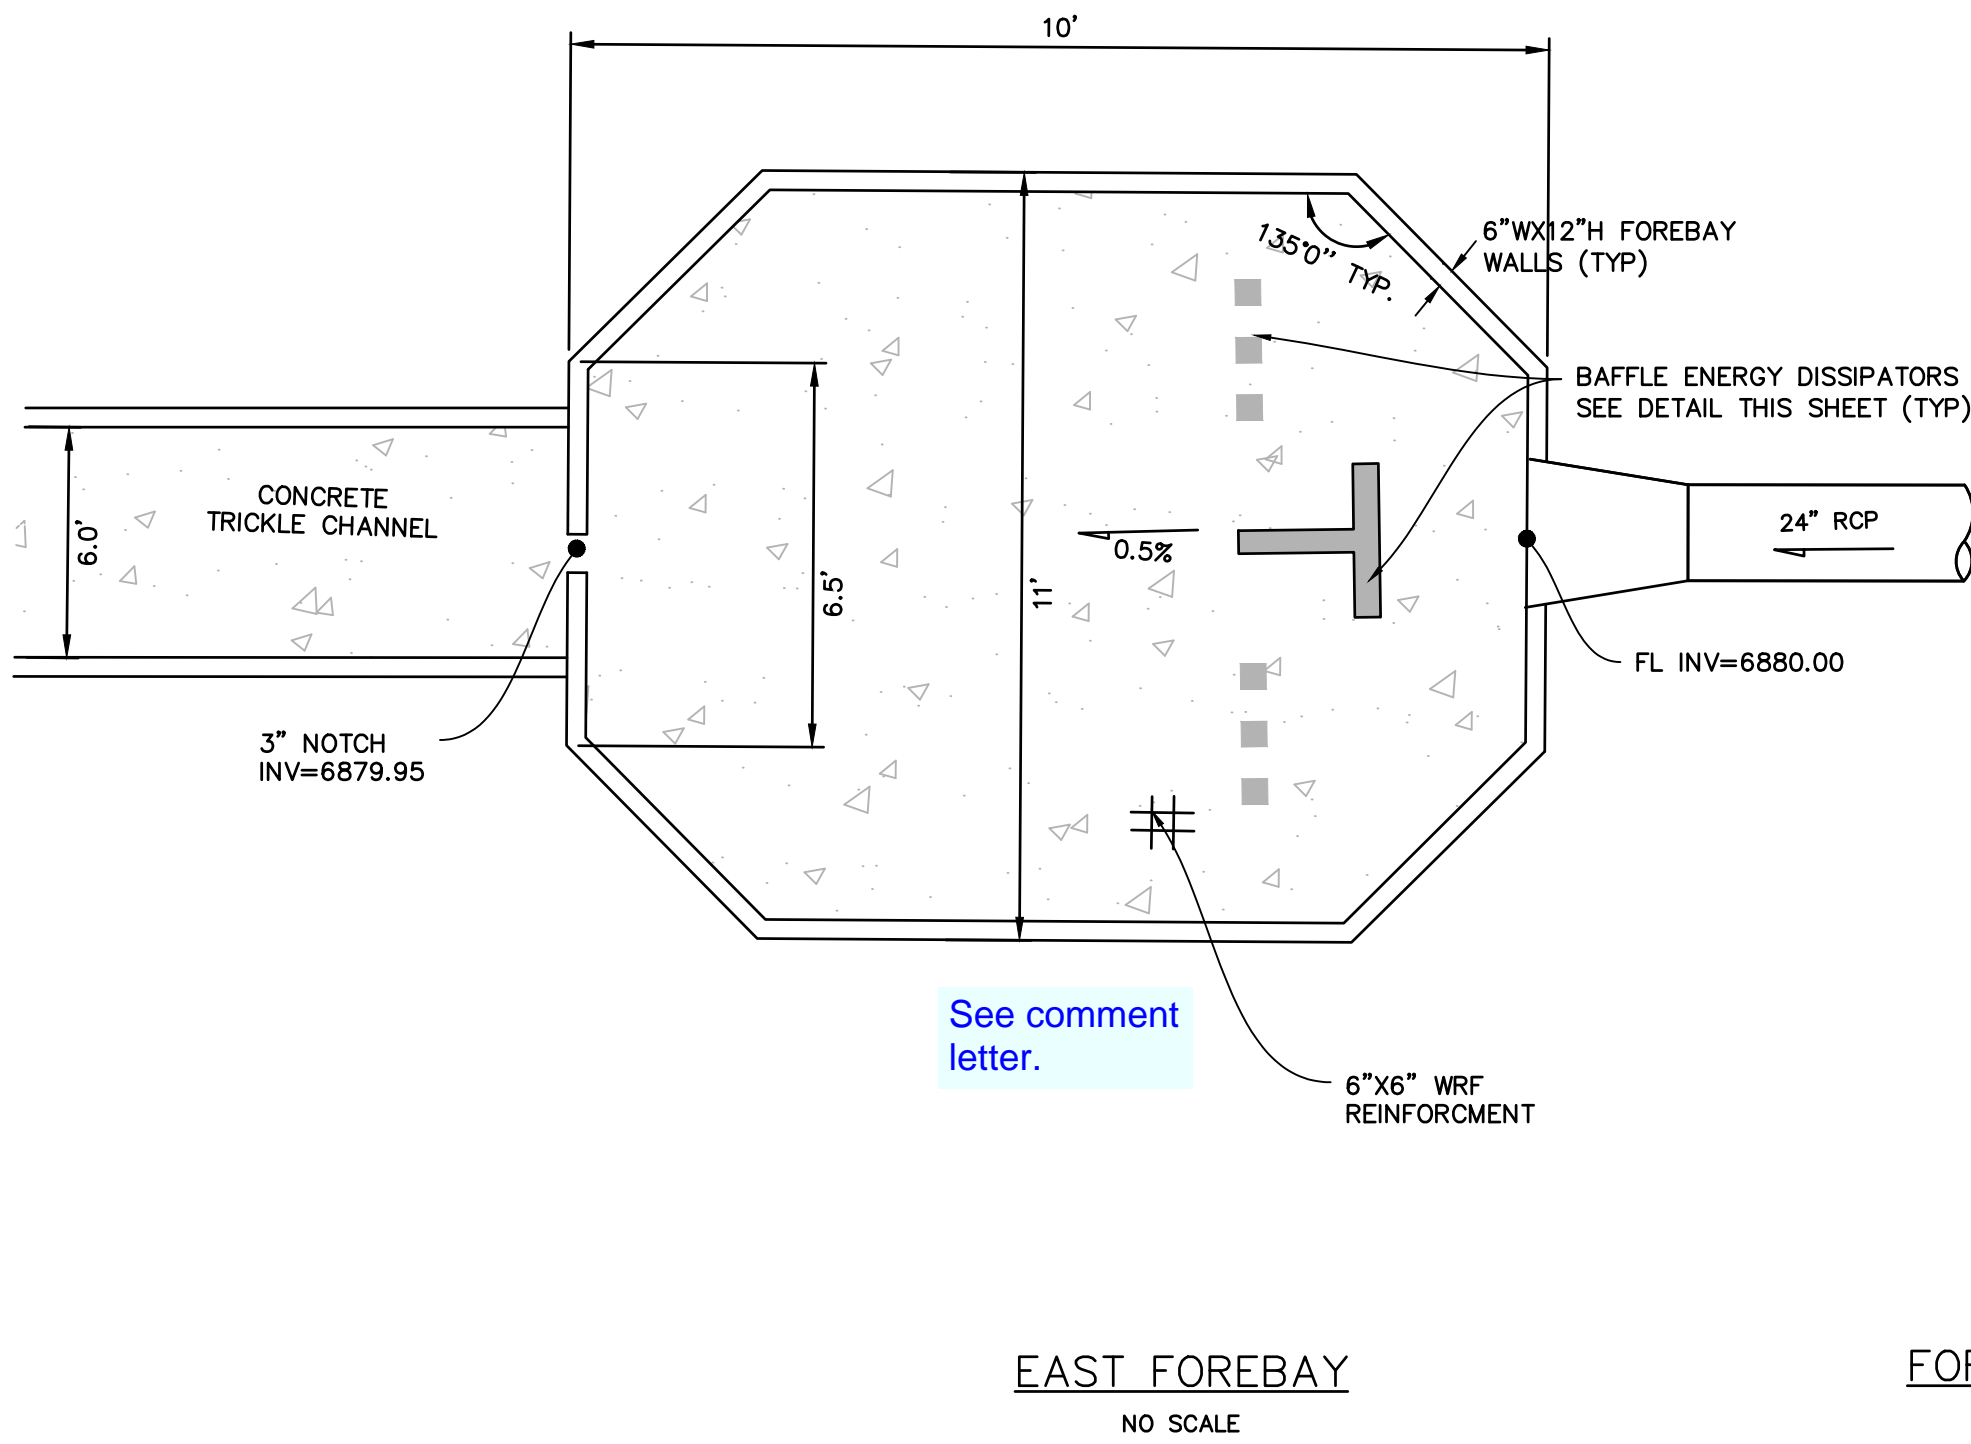 10'
6"WX12"H FOREBAY
WALLS (TYP)
135°0" TYP.
BAFFLE ENERGY DISSIPATORS
SEE DETAIL THIS SHEET (TYP)
CONCRETE
TRICKLE CHANNEL
6.0'
24" RCP
0.5%
6.5'
11'
FL INV=6880.00
3" NOTCH
INV=6879.95
See comment
letter.
6"X6" WRF
REINFORCMENT
EAST FOREBAY
NO SCALE